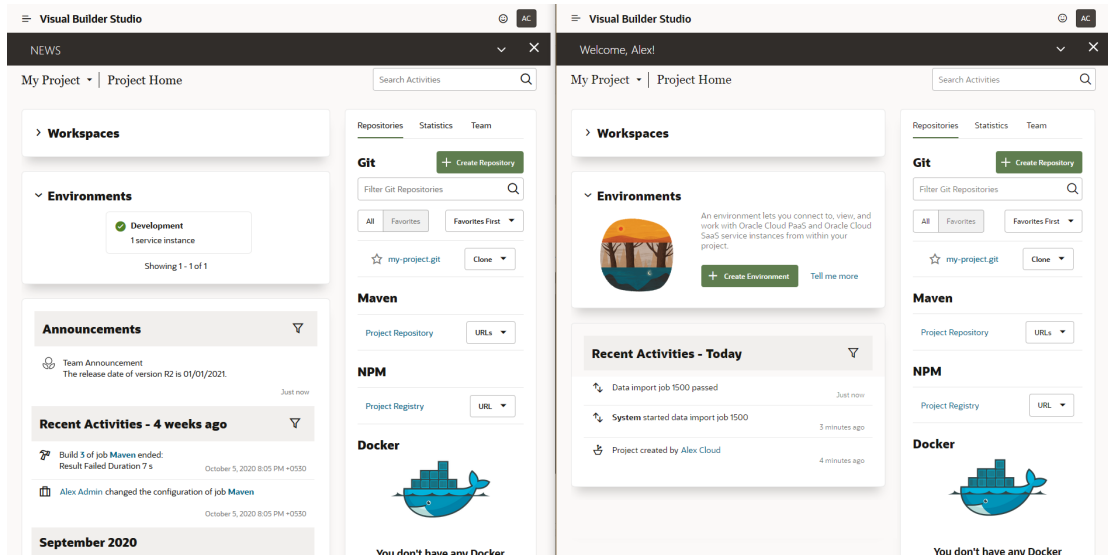 Visual Builder Studio
AC
NEWS
My Project
Project Home
Search Activities
Workspaces
Environments
Development
1 service instance
Showing 1 - 1 of 1
Announcements
Team Announcement
The release date of version R2 is 01/01/2021.
Just now
Recent Activities - 4 weeks ago
Build 3 of job Maven ended:
Result Failed Duration 7 s
October 5, 2020 8:05 PM +0530
Alex Admin changed the configuration of job Maven
October 5, 2020 8:05 PM +0530
September 2020
Repositories Statistics Team
Git
+ Create Repository
Filter Git Repositories
All Favorites Favorites First
my-project.git Clone
Maven
Project Repository URLs
NPM
Project Registry URL
Docker
You don't have any Docker
Visual Builder Studio
AC
Welcome, Alex!
My Project
Project Home
Search Activities
Workspaces
Environments
An environment lets you connect to, view, and
work with Oracle Cloud PaaS and Oracle Cloud
SaaS service instances from within your
project.
+ Create Environment Tell me more
Recent Activities - Today
Data import job 1500 passed
Just now
System started data import job 1500
3 minutes ago
Project created by Alex Cloud
4 minutes ago
Repositories Statistics Team
Git
+ Create Repository
Filter Git Repositories
All Favorites Favorites First
my-project.git Clone
Maven
Project Repository URLs
NPM
Project Registry URL
Docker
You don't have any Docker